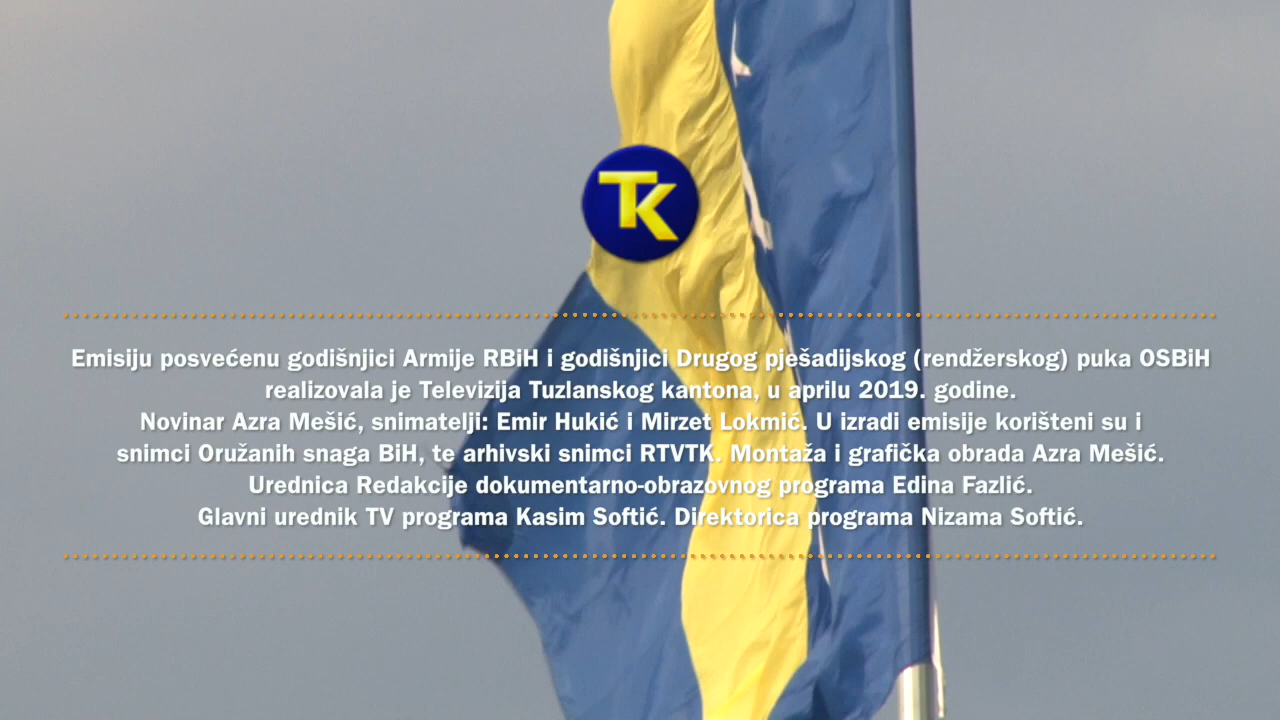 TK
Emisiju posvećenu godišnjici Armije RBiH i godišnjici Drugog pješadijskog (rendžerskog) puka OSBiH
realizovala je Televizija Tuzlanskog kantona, u aprilu 2019. godine.
Novinar Azra Mešić, snimatelji: Emir Hukić i Mirzet Lokmić. U izradi emisije korišteni su i
snimci Oružanih snaga BiH, te arhivski snimci RTVTK. Montaža i grafička obrada Azra Mešić.
Urednica Redakcije dokumentarno-obrazovnog programa Edina Fazlić.
Glavni urednik TV programa Kasim Softić. Direktorica programa Nizama Softić.